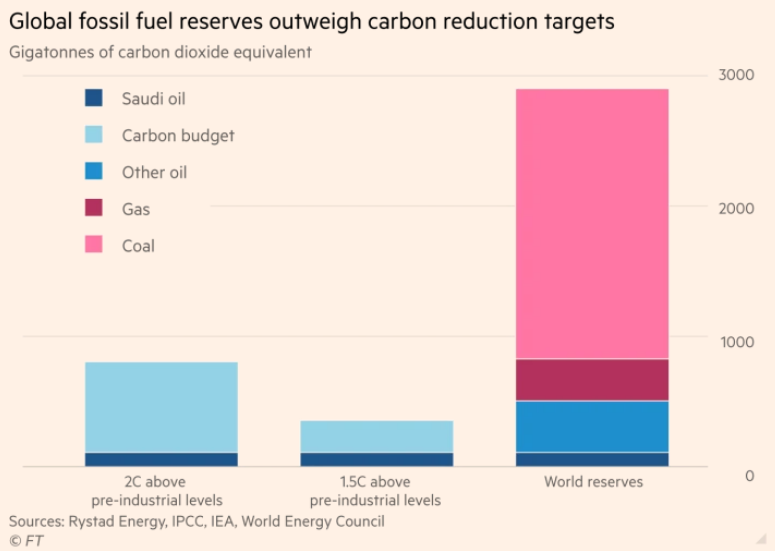 Global fossil fuel reserves outweigh carbon reduction targets
Gigatonnes of carbon dioxide equivalent
3000
Saudi oil
Carbon budget
Other oil
Gas
Coal
2000
1000
0
2C above
pre-industrial levels
1.5C above
pre-industrial levels
World reserves
Sources: Rystad Energy, IPCC, IEA, World Energy Council
© FT